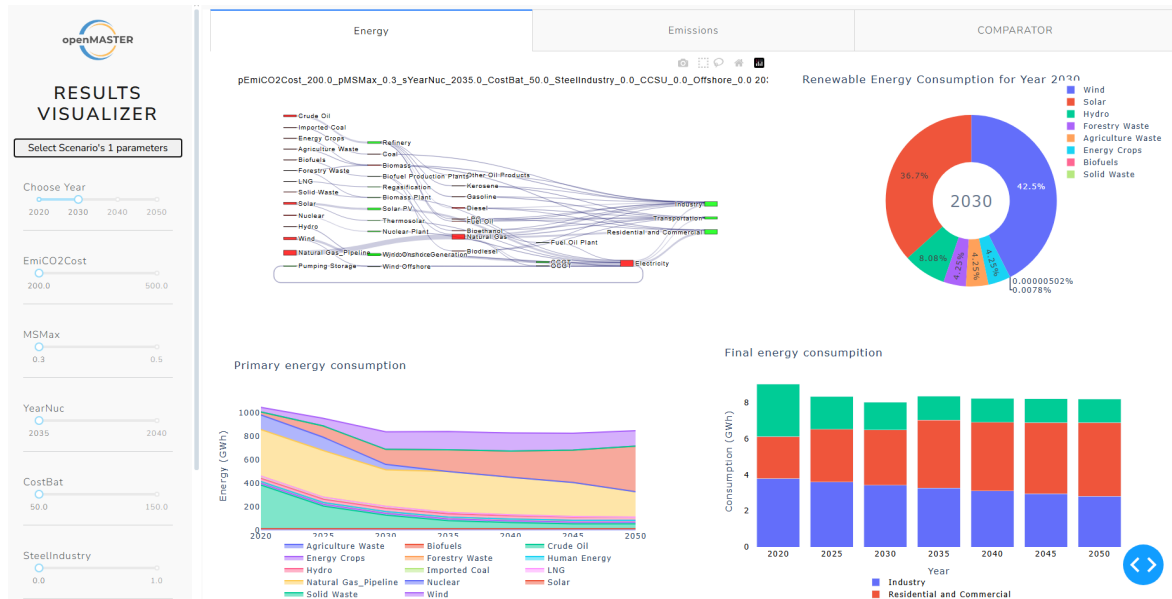 openMASTER
RESULTS
VISUALIZER
Select Scenario's 1 parameters
Choose Year
2020 2030 2040 2050
EmiCO2Cost
200.0 500.0
MSMax
0.3 0.5
YearNuc
2035 2040
CostBat
50.0 150.0
SteelIndustry
0.0 1.0
Energy
Emissions
COMPARATOR
pEmiCO2Cost_200.0_pMSMax_0.3_sYearNuc_2035.0_CostBat_50.0_SteelIndustry_0.0_CCSU_0.0_Offshore_0.0
Crude Oil
Imported Coal
Energy Crops
Agriculture Waste
Biofuels
Forestry Waste
LNG
Solid Waste
Solar
Nuclear
Hydro
Wind
Natural Gas_Pipeline
Pumping Storage
Refinery
Coal
Biomass
Biofuel Production Plants
Regasification
Biomass Plant
Solar PV
Thermosolar
Nuclear Plant
Wind Onshore
Generation
Wind Offshore
Other Oil Products
Kerosene
Gasoline
Diesel
Fuel Oil
Bioethanol
Natural Gas
Biodiesel
Fuel Oil Plant
CCGT
Industry
Transportation
Residential and Commercial
Electricity
Renewable Energy Consumption for Year 2030
Wind
Solar
Hydro
Forestry Waste
Agriculture Waste
Energy Crops
Biofuels
Solid Waste
36.7%
42.5%
2030
8.08%
4.25%
4.25%
4.25%
0.00000502%
0.0078%
Primary energy consumption
Energy (GWh)
1000
800
600
400
200
0
2020 2025 2030 2035 2040 2045 2050
Agriculture Waste Biofuels Crude Oil
Energy Crops Forestry Waste Human Energy
Hydro Imported Coal LNG
Natural Gas_Pipeline Nuclear Solar
Solid Waste Wind
Final energy consumpition
Consumption (GWh)
8
6
4
2
0
2020 2025 2030 2035 2040 2045 2050
Year
Industry
Residential and Commercial